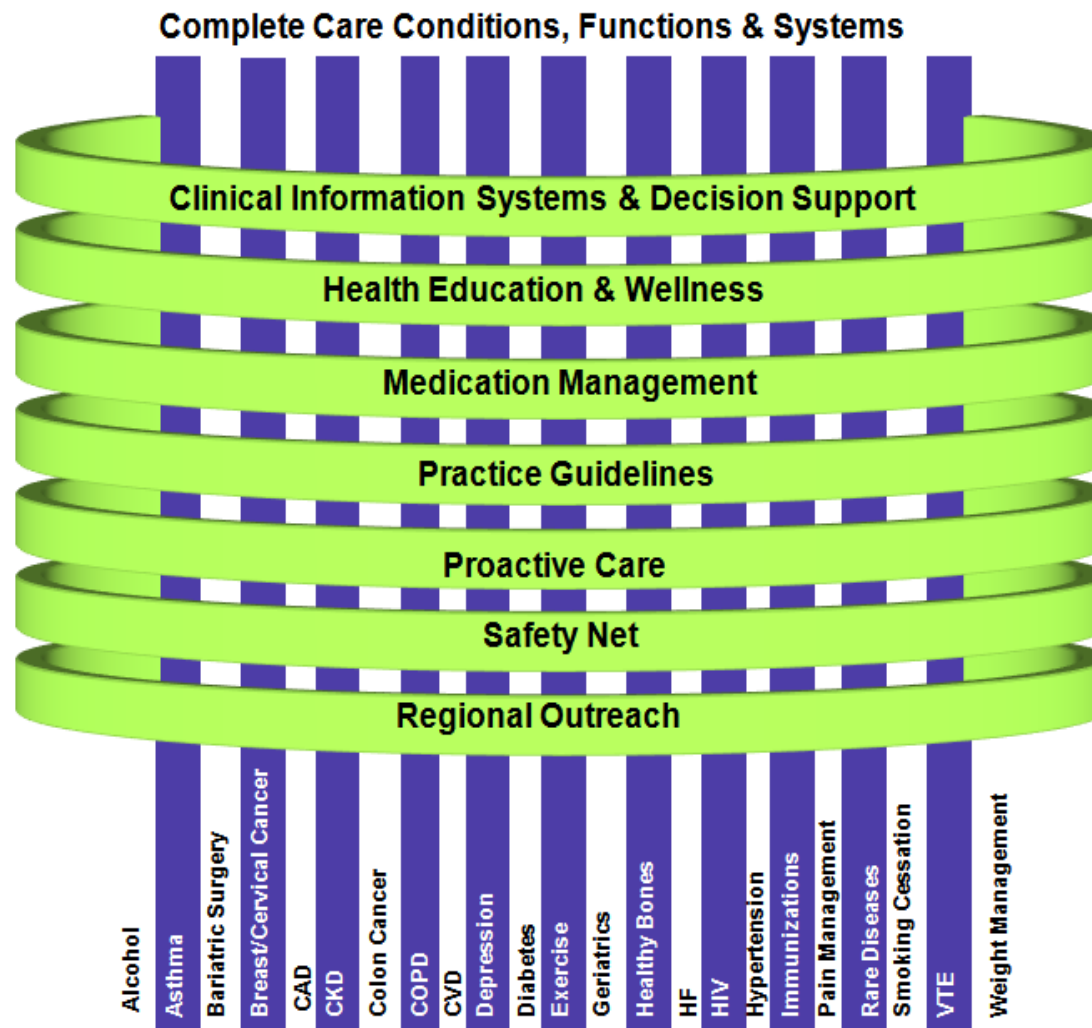 Complete Care Conditions, Functions & Systems
Clinical Information Systems & Decision Support
Health Education & Wellness
Medication Management
Practice Guidelines
Proactive Care
Safety Net
Regional Outreach
Alcohol
Asthma
Bariatric Surgery
Breast/Cervical Cancer
CAD
CKD
Colon Cancer
COPD
CVD
Depression
Diabetes
Exercise
Geriatrics
Healthy Bones
HF
HIV
Hypertension
Immunizations
Pain Management
Rare Diseases
Smoking Cessation
VTE
Weight Management